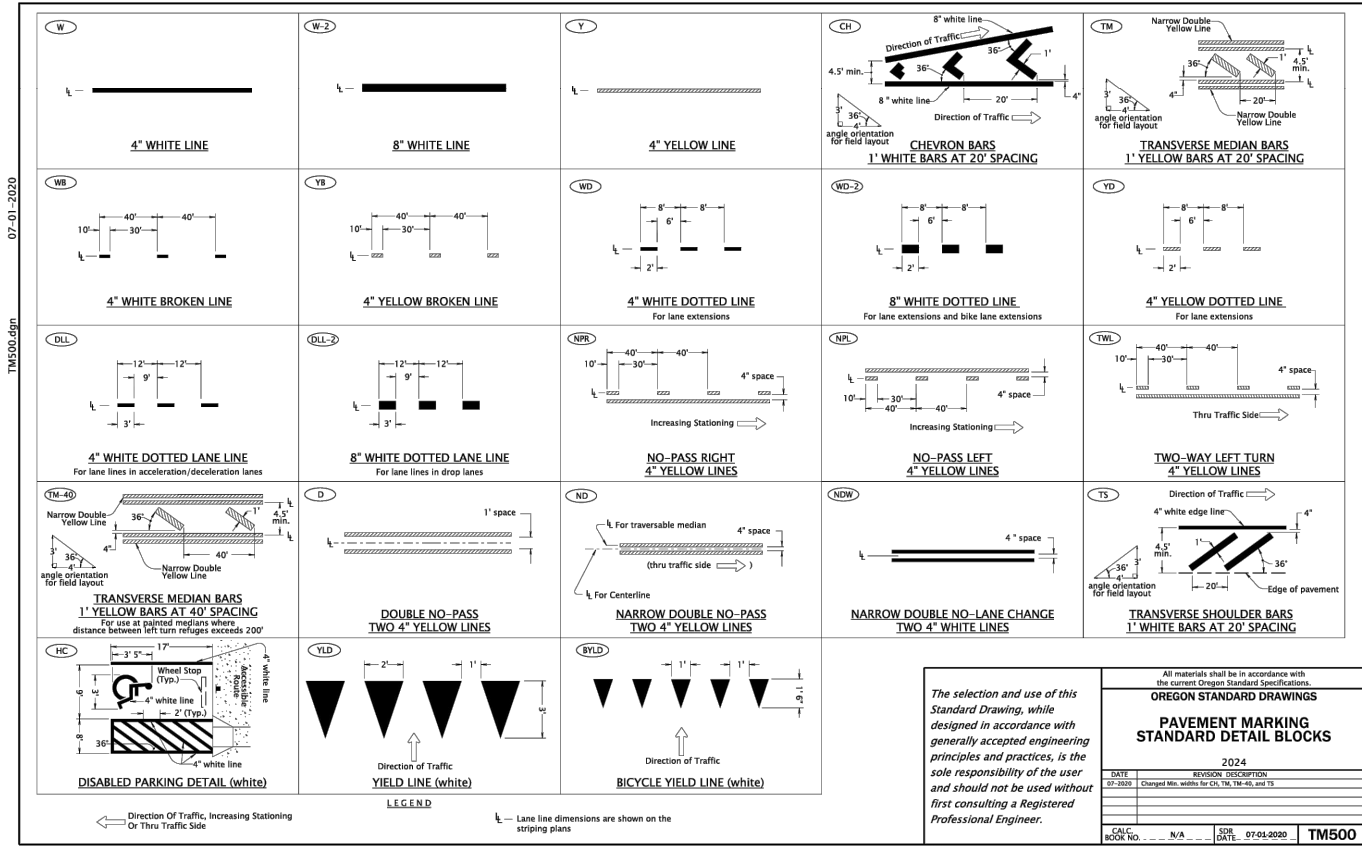 07-01-2020
TM500.dgn
W
4" WHITE LINE
W-2
8" WHITE LINE
Y
4" YELLOW LINE
CH
8" white line
Direction of Traffic
36°
1'
4.5' min.
36°
8 " white line
20'
4"
3'
36°
4'
angle orientation
for field layout
Direction of Traffic
CHEVRON BARS
1' WHITE BARS AT 20' SPACING
TM
Narrow Double
Yellow Line
36°
1'
4.5'
min.
4"
20'
3'
36°
4'
angle orientation
for field layout
Narrow Double
Yellow Line
TRANSVERSE MEDIAN BARS
1' YELLOW BARS AT 20' SPACING
WB
40'
40'
10'
30'
4" WHITE BROKEN LINE
YB
40'
40'
10'
30'
4" YELLOW BROKEN LINE
WD
8'
8'
6'
2'
4" WHITE DOTTED LINE
For lane extensions
WD-2
8'
8'
6'
2'
8" WHITE DOTTED LINE
For lane extensions and bike lane extensions
YD
8'
8'
6'
2'
4" YELLOW DOTTED LINE
For lane extensions
DLL
12'
12'
9'
3'
4" WHITE DOTTED LANE LINE
For lane lines in acceleration/deceleration lanes
DLL-2
12'
12'
9'
3'
8" WHITE DOTTED LANE LINE
For lane lines in drop lanes
NPR
40'
40'
10'
30'
4" space
Increasing Stationing
NO-PASS RIGHT
4" YELLOW LINES
NPL
10'
30'
40'
40'
4" space
Increasing Stationing
NO-PASS LEFT
4" YELLOW LINES
TWL
40'
40'
10'
30'
4" space
Thru Traffic Side
TWO-WAY LEFT TURN
4" YELLOW LINES
TM-40
Narrow Double
Yellow Line
36°
1'
4.5'
min.
4"
40'
3'
36°
4'
angle orientation
for field layout
Narrow Double
Yellow Line
TRANSVERSE MEDIAN BARS
1' YELLOW BARS AT 40' SPACING
For use at painted medians where
distance between left turn refuges exceeds 200'
D
1' space
DOUBLE NO-PASS
TWO 4" YELLOW LINES
ND
For traversable median
4" space
(thru traffic side )
For Centerline
NARROW DOUBLE NO-PASS
TWO 4" YELLOW LINES
NDW
4 " space
NARROW DOUBLE NO-LANE CHANGE
TWO 4" WHITE LINES
TS
Direction of Traffic
4" white edge line
4"
4.5'
min.
1'
36°
20'
3'
36°
4'
angle orientation
for field layout
Edge of pavement
TRANSVERSE SHOULDER BARS
1' WHITE BARS AT 20' SPACING
HC
17'
3' 5"
Wheel Stop
(Typ.)
9'
3'
4" white line
2' (Typ.)
8'
36°
4" white line
4" white line
Accessible
Route
DISABLED PARKING DETAIL (white)
YLD
2'
1'
3'
Direction of Traffic
YIELD LINE (white)
BYLD
1'
1'
1' 6"
Direction of Traffic
BICYCLE YIELD LINE (white)
LEGEND
Direction Of Traffic, Increasing Stationing
Or Thru Traffic Side
Lane line dimensions are shown on the
striping plans
The selection and use of this
Standard Drawing, while
designed in accordance with
generally accepted engineering
principles and practices, is the
sole responsibility of the user
and should not be used without
first consulting a Registered
Professional Engineer.
All materials shall be in accordance with
the current Oregon Standard Specifications.
OREGON STANDARD DRAWINGS
PAVEMENT MARKING
STANDARD DETAIL BLOCKS
2024
DATE REVISION DESCRIPTION
07-2020 Changed Min. widths for CH, TM, TM-40, and TS
CALC.
BOOK NO. N/A
SDR
DATE 07-01-2020
TM500